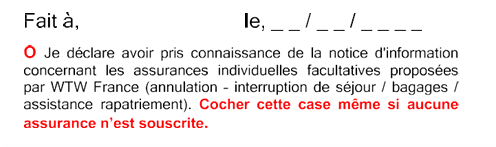 Fait à, le, _ _ / _ _ / _ _ _ _
O Je déclare avoir pris connaissance de la notice d'information
concernant les assurances individuelles facultatives proposées
par WTW France (annulation - interruption de séjour / bagages /
assistance rapatriement). Cocher cette case même si aucune
assurance n'est souscrite.